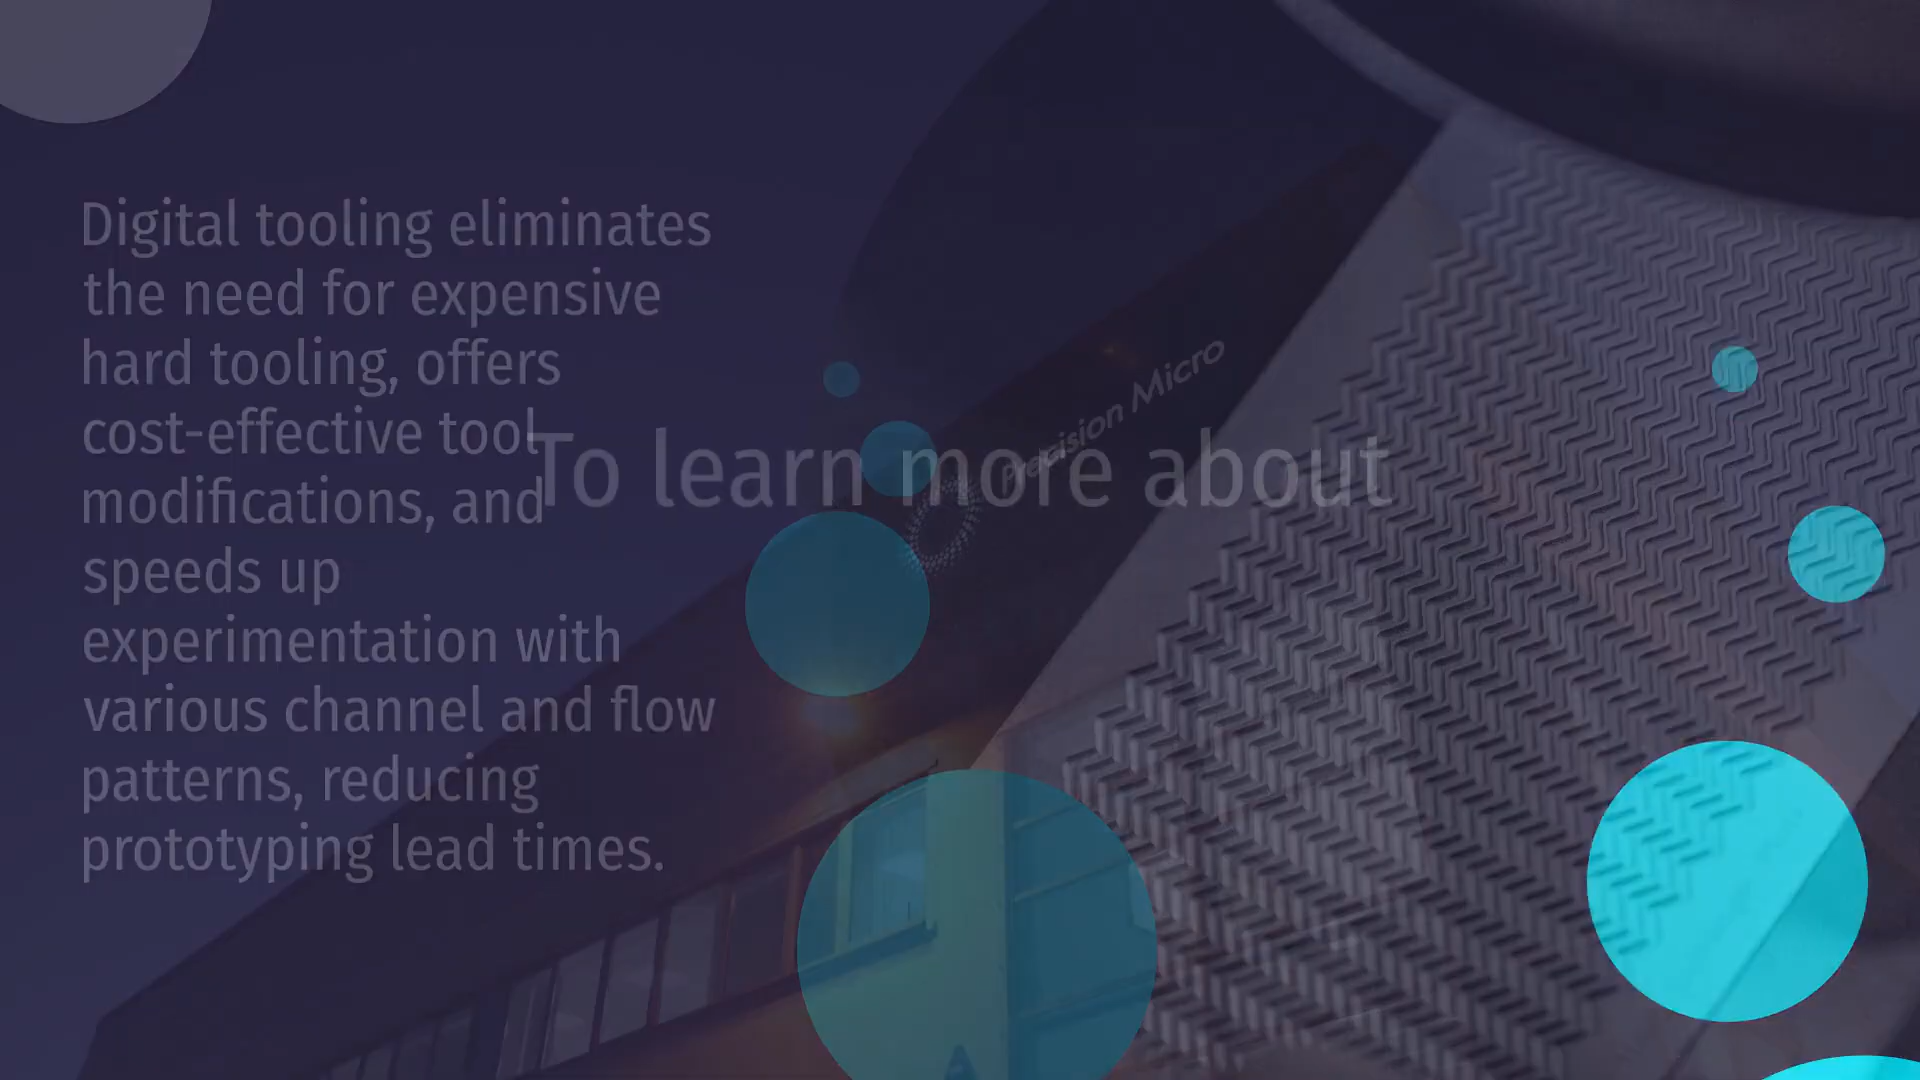 Digital tooling eliminates
the need for expensive
hard tooling, offers
cost-effective tool
modifications, and
speeds up
experimentation with
various channel and flow
patterns, reducing
prototyping lead times.
To learn more about
Precision Micro
A